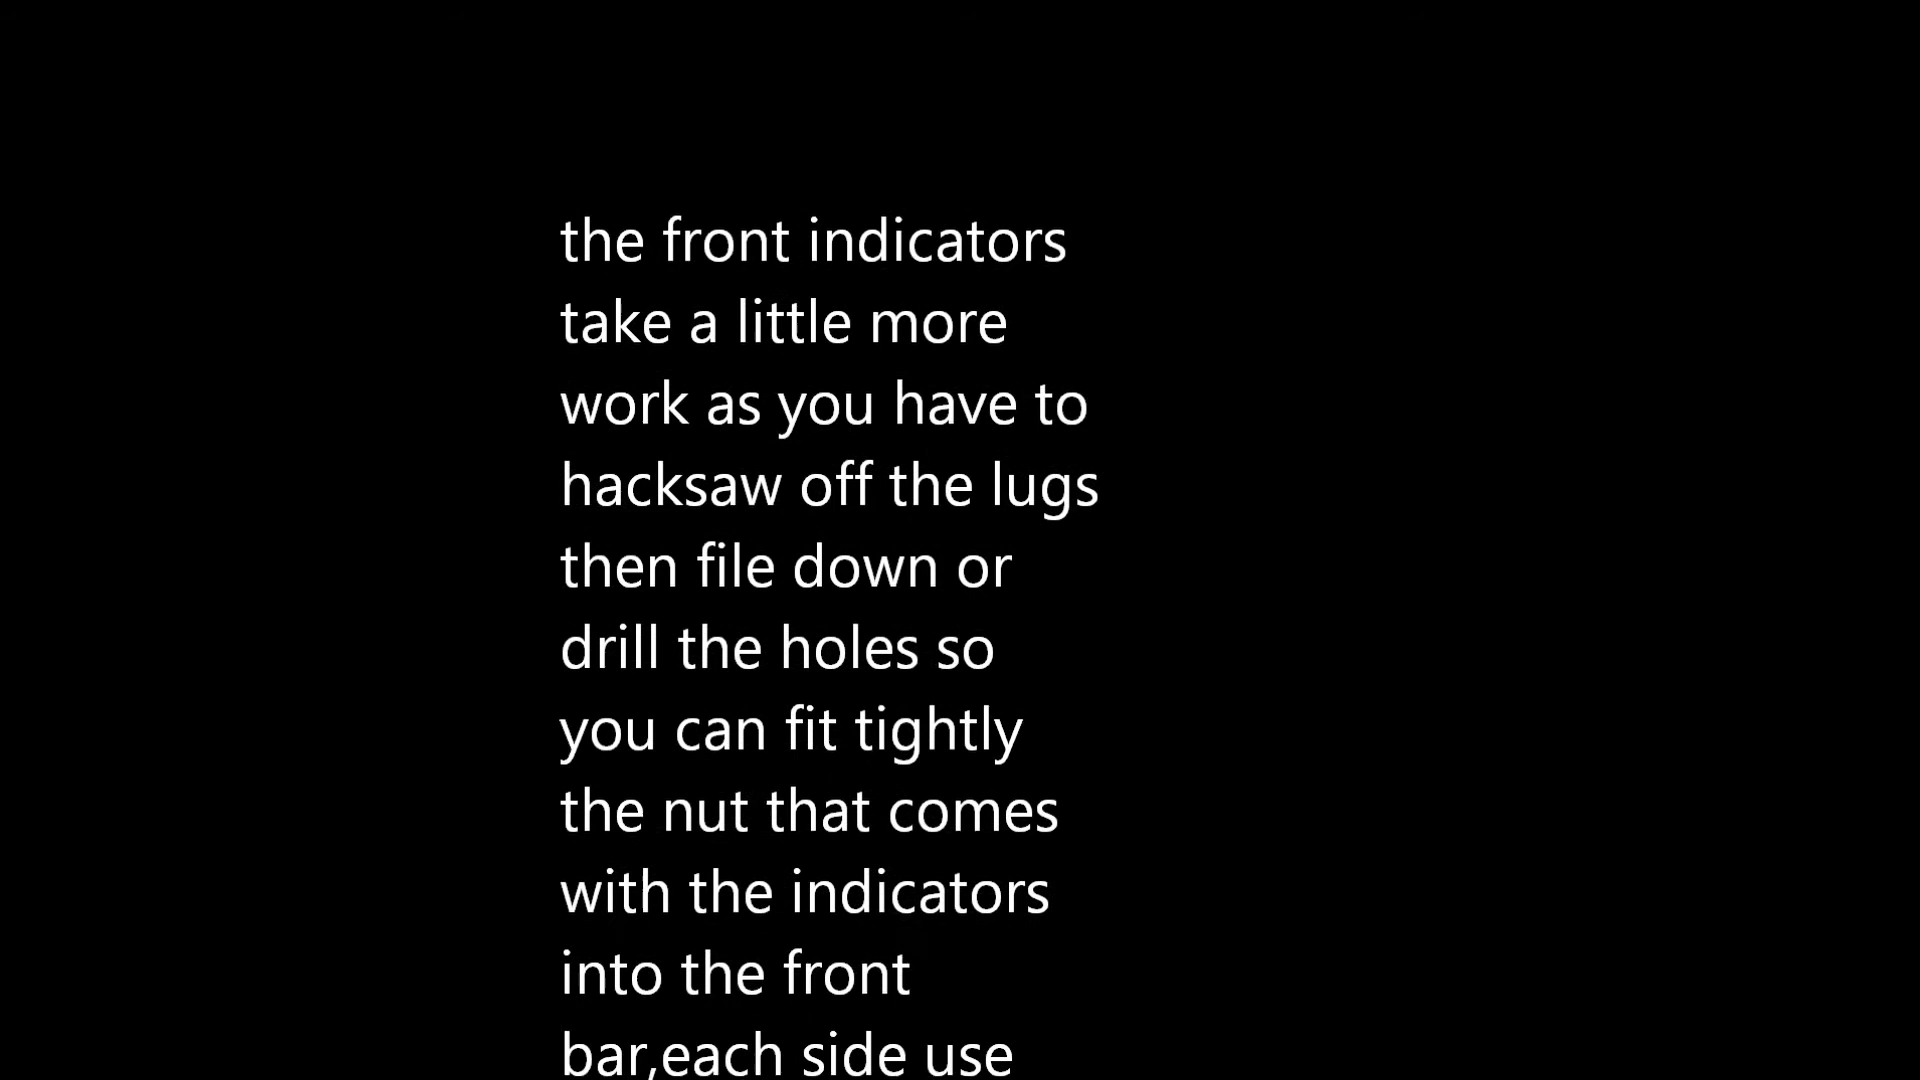 the front indicators
take a little more
work as you have to
hacksaw off the lugs
then file down or
drill the holes so
you can fit tightly
the nut that comes
with the indicators
into the front
bar,each side use